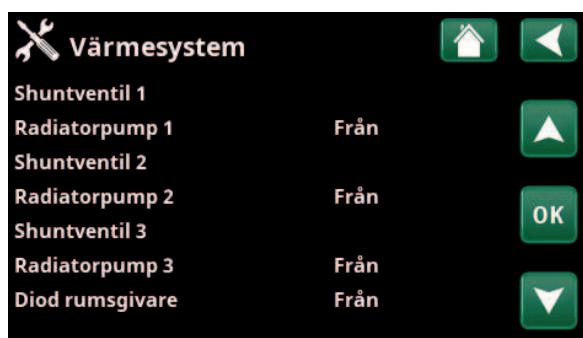 Värmesystem
Shuntventil 1
Radiatorpump 1 Från
Shuntventil 2
Radiatorpump 2 Från
Shuntventil 3
Radiatorpump 3 Från
Diod rumsgivare Från
OK